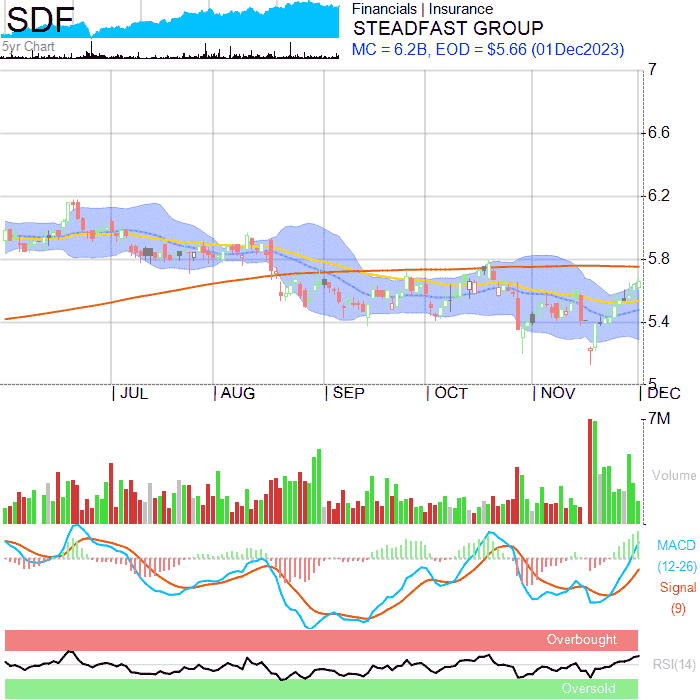 SDF
5yr Chart
Financials | Insurance
STEADFAST GROUP
MC = 6.2B, EOD = $5.66 (01Dec2023)
7
6.6
6.2
5.8
5.4
5
JUL AUG SEP OCT NOV DEC
7M
Volume
MACD
(12-26)
Signal
(9)
Overbought
RSI(14)
Oversold